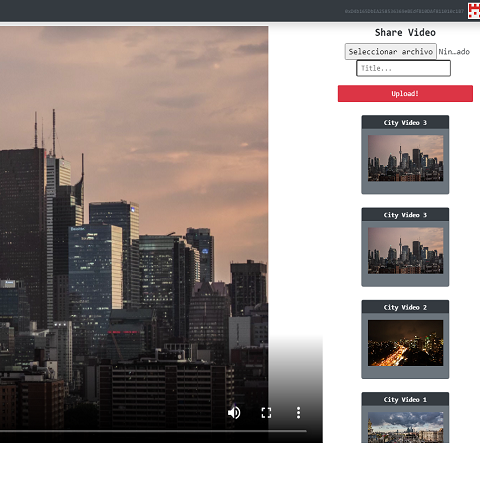 Share Video
Seleccionar archivo Nin…ado
Title...
Upload!
City Video 3
City Video 3
City Video 2
City Video 1